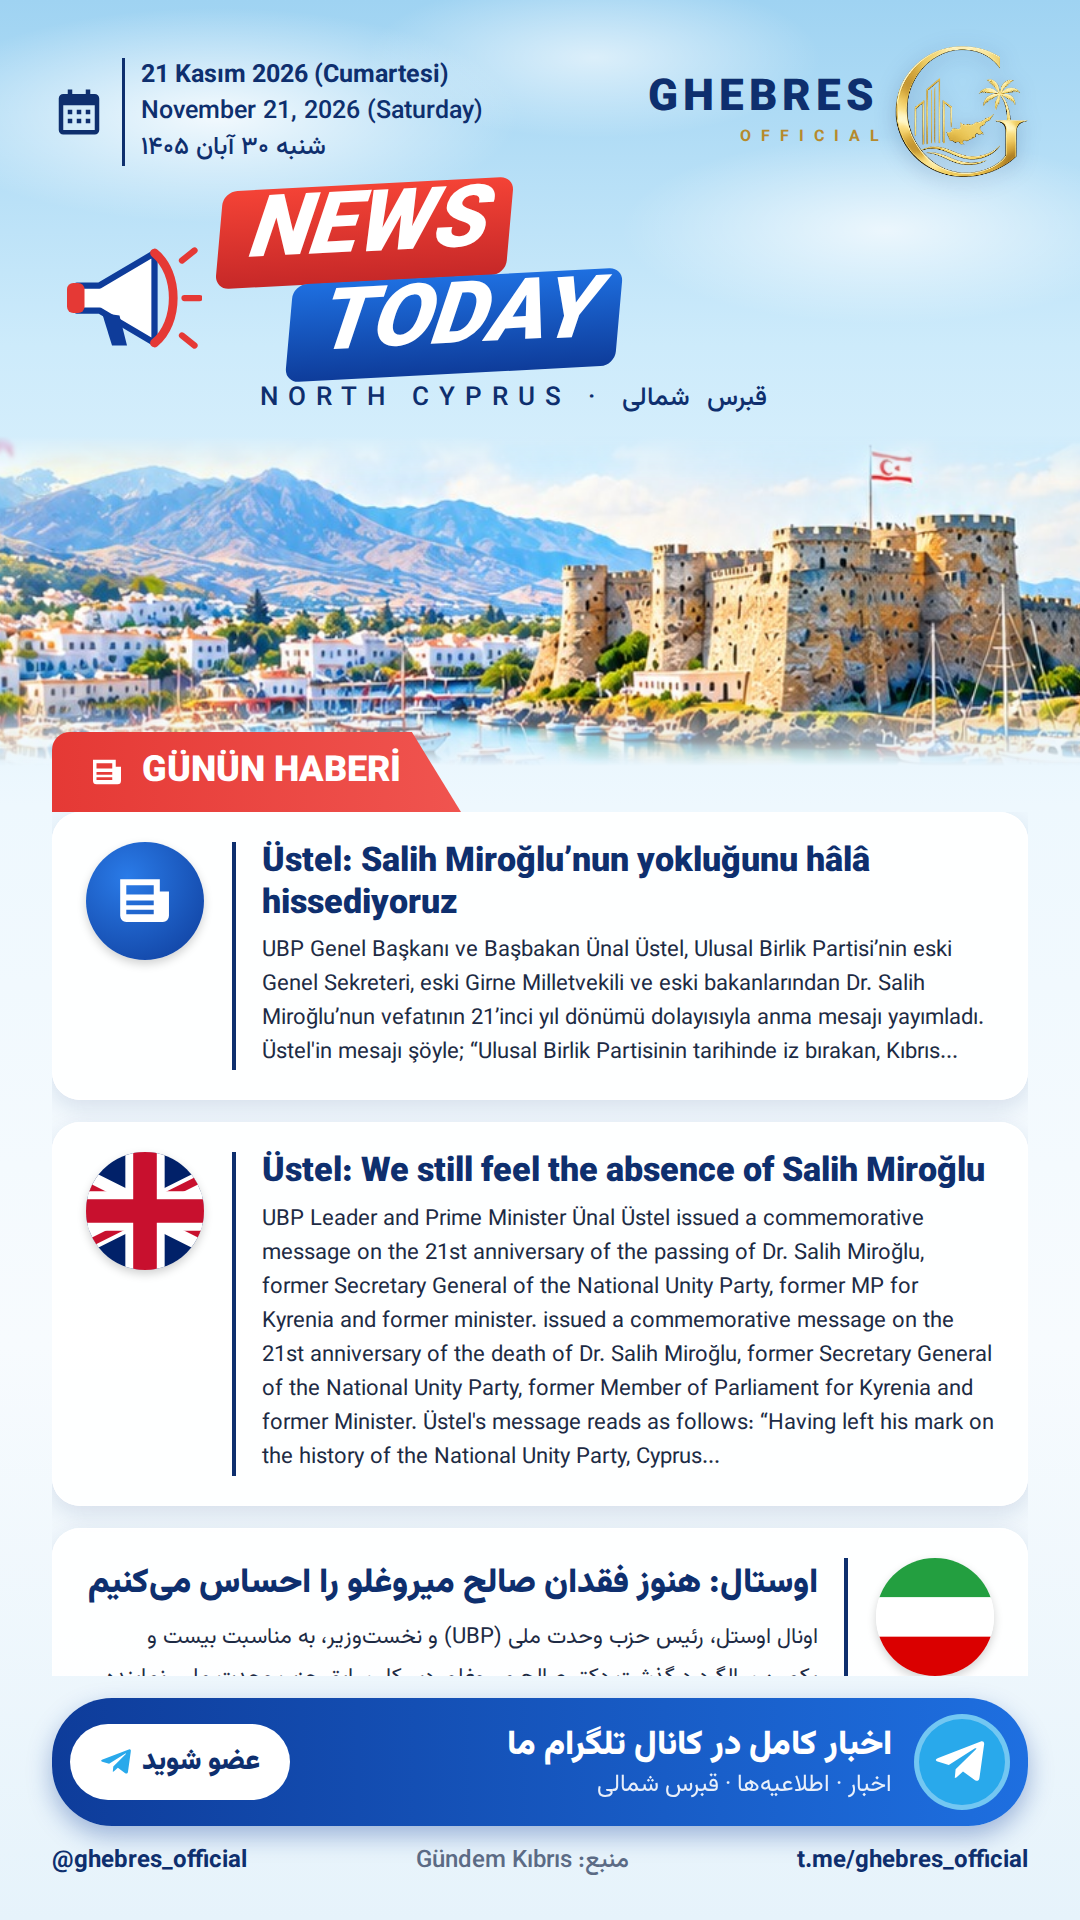 21 Kasım 2026 (Cumartesi)
November 21, 2026 (Saturday)
شنبه ۳۰ آبان ۱۴۰۵
GHEBRES
OFFICIAL
NEWS
TODAY
NORTH CYPRUS · قبرس شمالی
GÜNÜN HABERİ
Üstel: Salih Miroğlu’nun yokluğunu hâlâ
hissediyoruz
UBP Genel Başkanı ve Başbakan Ünal Üstel, Ulusal Birlik Partisi’nin eski
Genel Sekreteri, eski Girne Milletvekili ve eski bakanlarından Dr. Salih
Miroğlu’nun vefatının 21’inci yıl dönümü dolayısıyla anma mesajı yayımladı.
Üstel'in mesajı şöyle; “Ulusal Birlik Partisinin tarihinde iz bırakan, Kıbrıs...
Üstel: We still feel the absence of Salih Miroğlu
UBP Leader and Prime Minister Ünal Üstel issued a commemorative
message on the 21st anniversary of the passing of Dr. Salih Miroğlu,
former Secretary General of the National Unity Party, former MP for
Kyrenia and former minister. issued a commemorative message on the
21st anniversary of the death of Dr. Salih Miroğlu, former Secretary General
of the National Unity Party, former Member of Parliament for Kyrenia and
former Minister. Üstel's message reads as follows: “Having left his mark on
the history of the National Unity Party, Cyprus...
اوستال: هنوز فقدان صالح میروغلو را احساس می‌کنیم
اونال اوستل، رئیس حزب وحدت ملی (UBP) و نخست‌وزیر، به مناسبت بیست و
اخبار کامل در کانال تلگرام ما
اخبار · اطلاعیه‌ها · قبرس شمالی
عضو شوید
@ghebres_official
منبع: Gündem Kıbrıs
t.me/ghebres_official